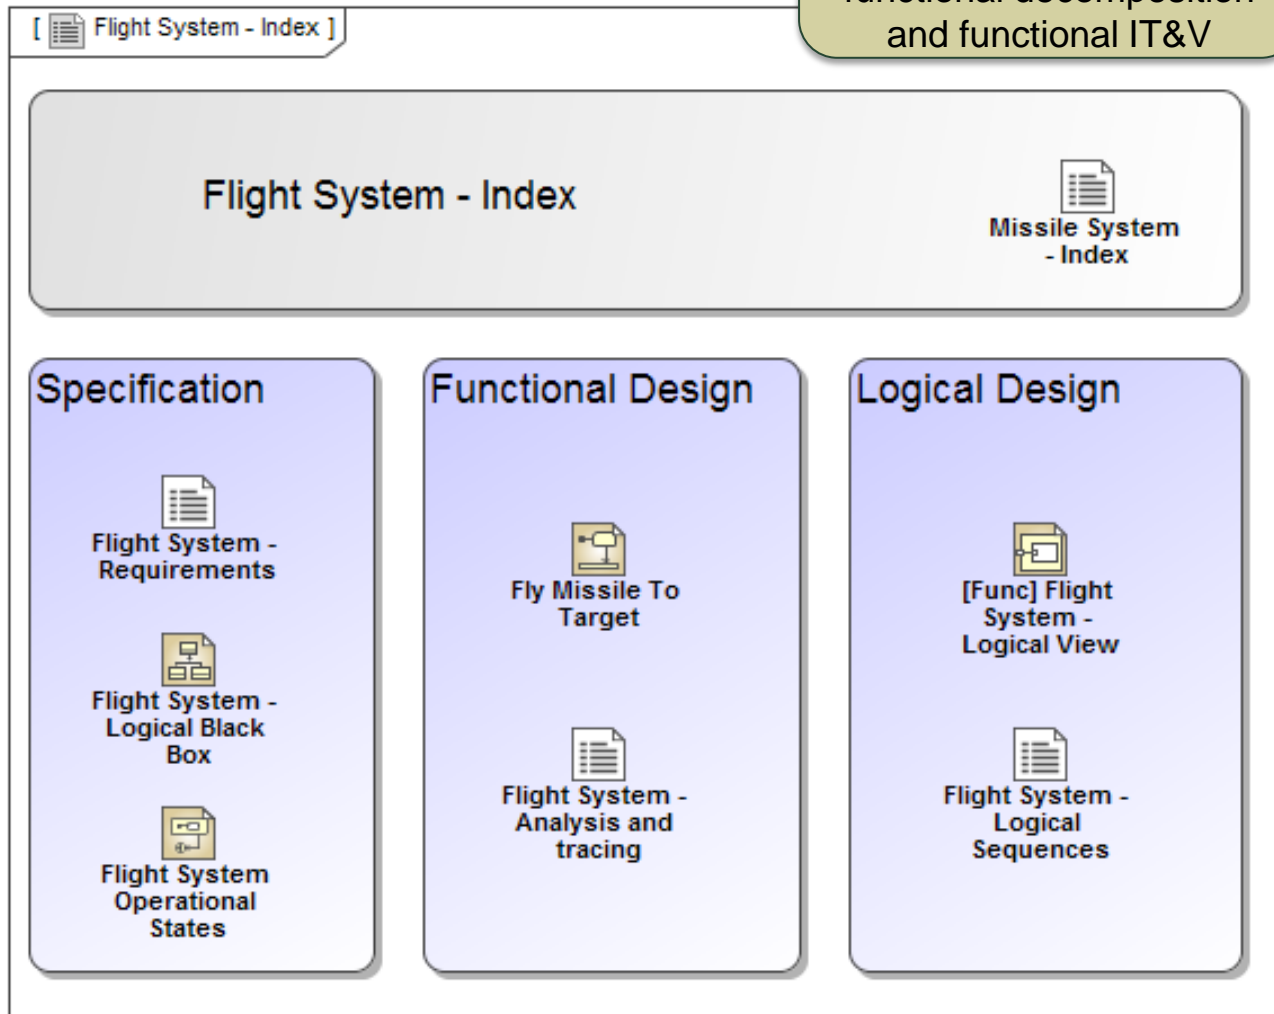 functional decomposition
and functional IT&V
[ Flight System - Index ]
Flight System - Index
Missile System
- Index
Specification
Flight System -
Requirements
Flight System -
Logical Black
Box
Flight System
Operational
States
Functional Design
Fly Missile To
Target
Flight System -
Analysis and
tracing
Logical Design
[Func] Flight
System -
Logical View
Flight System -
Logical
Sequences